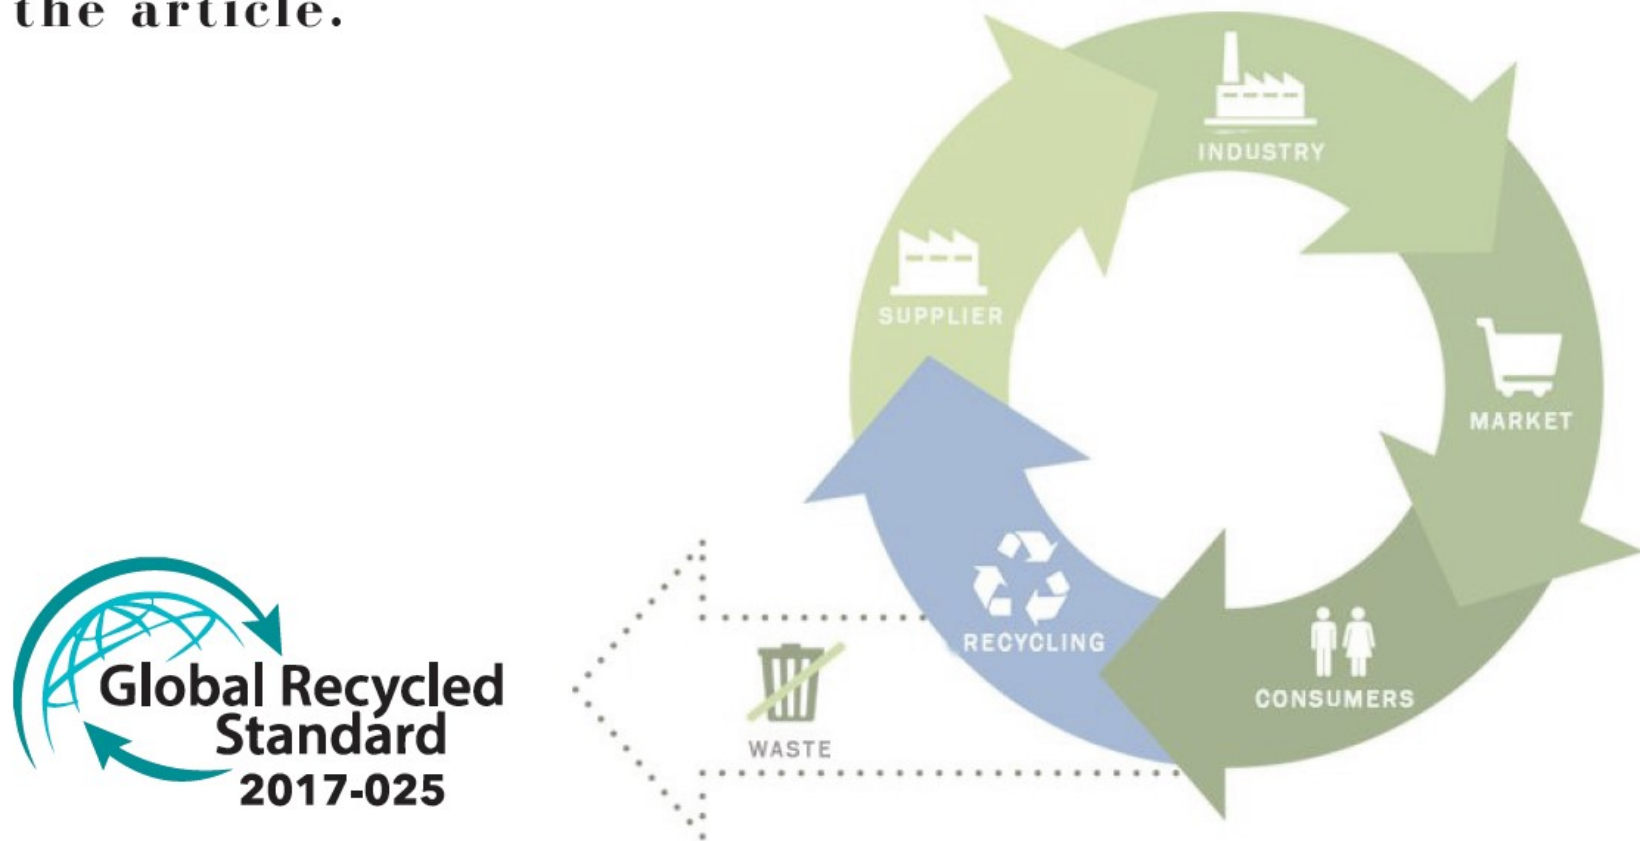 the article.
INDUSTRY
SUPPLIER
MARKET
RECYCLING
CONSUMERS
WASTE
Global Recycled
Standard
2017-025